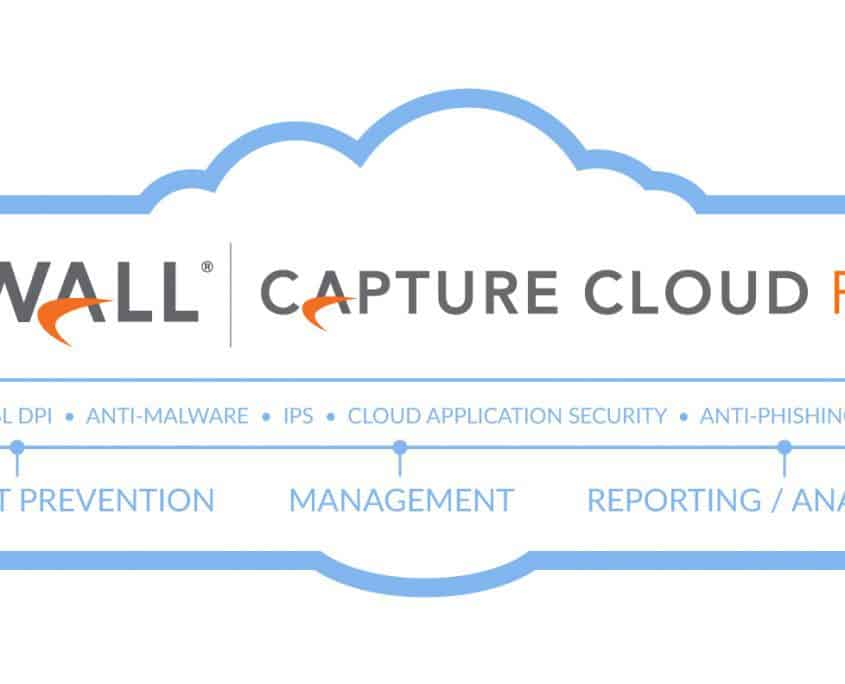 WALL® CAPTURE CLOUD
DPI • ANTI-MALWARE • IPS • CLOUD APPLICATION SECURITY • ANTI-PHISHING
T PREVENTION MANAGEMENT REPORTING / ANA